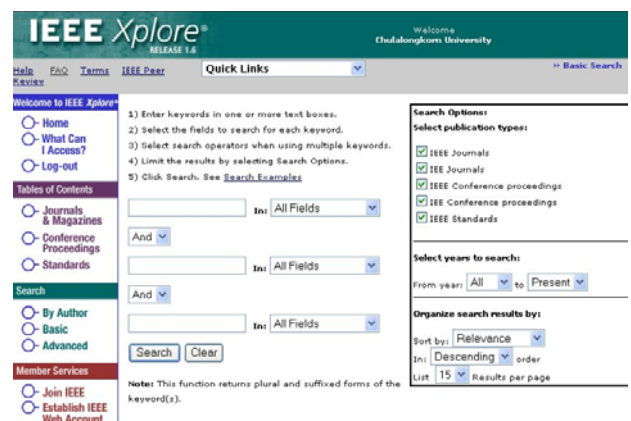 IEEE Xplore®
RELEASE 1.6
Welcome
Chulalongkorn University
Help FAQ Terms IEEE Peer
Review
Quick Links
» Basic Search
Welcome to IEEE Xplore®
Home
What Can
I Access?
Log-out
Tables of Contents
Journals
& Magazines
Conference
Proceedings
Standards
Search
By Author
Basic
Advanced
Member Services
Join IEEE
Establish IEEE
Web Account
1) Enter keywords in one or more text boxes.
2) Select the fields to search for each keyword.
3) Select search operators when using multiple keywords.
4) Limit the results by selecting Search Options.
5) Click Search. See Search Examples
In: All Fields
And
In: All Fields
And
In: All Fields
Search Clear
Note: This function returns plural and suffixed forms of the
keyword(s).
Search Options:
Select publication types:
IEEE Journals
IEE Journals
IEEE Conference proceedings
IEE Conference proceedings
IEEE Standards
Select years to search:
From year: All to Present
Organize search results by:
Sort by: Relevance
In: Descending order
List 15 Results per page